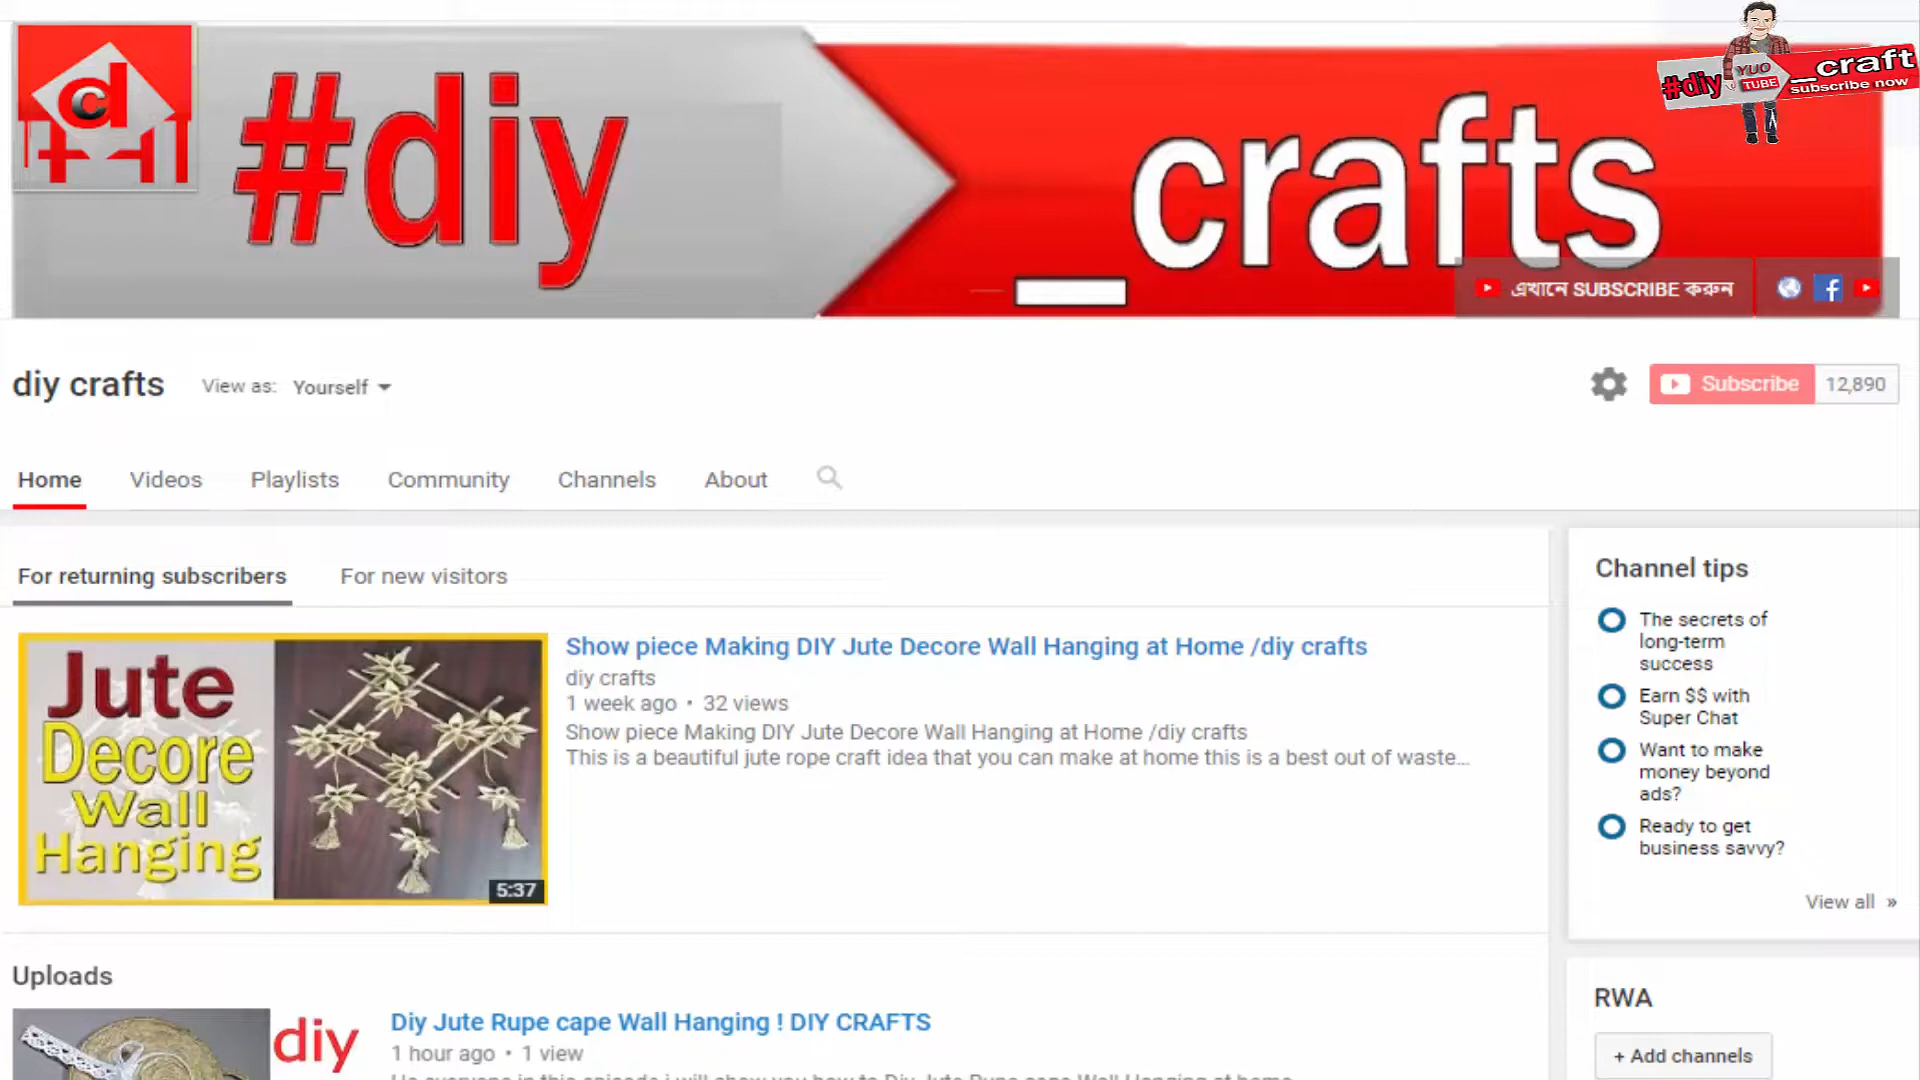 #diy
_crafts
#diy YUO TUBE _craft
subscribe now
এখানে SUBSCRIBE করুন
diy crafts View as: Yourself
Subscribe 12,890
Home Videos Playlists Community Channels About
For returning subscribers For new visitors
Jute
Decore
Wall
Hanging
5:37
Show piece Making DIY Jute Decore Wall Hanging at Home /diy crafts
diy crafts
1 week ago • 32 views
Show piece Making DIY Jute Decore Wall Hanging at Home /diy crafts
This is a beautiful jute rope craft idea that you can make at home this is a best out of waste...
Channel tips
The secrets of
long-term
success
Earn $$ with
Super Chat
Want to make
money beyond
ads?
Ready to get
business savvy?
View all »
Uploads
diy
Diy Jute Rupe cape Wall Hanging ! DIY CRAFTS
1 hour ago • 1 view
RWA
+ Add channels